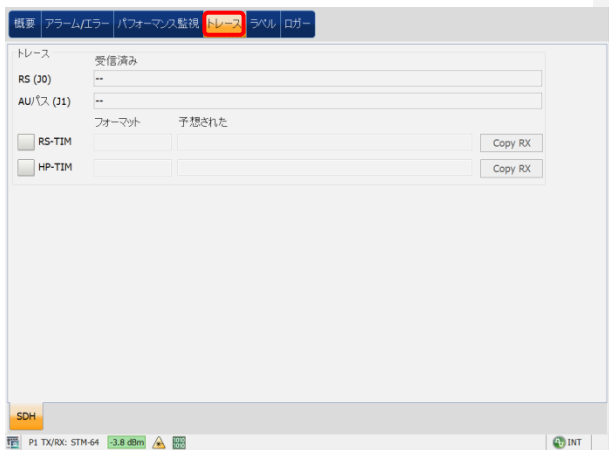 概要 アラーム/エラー パフォーマンス監視 トレース ラベル ロガー
トレース
受信済み
RS (J0) --
AUパス (J1) --
フォーマット 予想された
RS-TIM Copy RX
HP-TIM Copy RX
SDH
P1 TX/RX: STM-64 -3.8 dBm INT